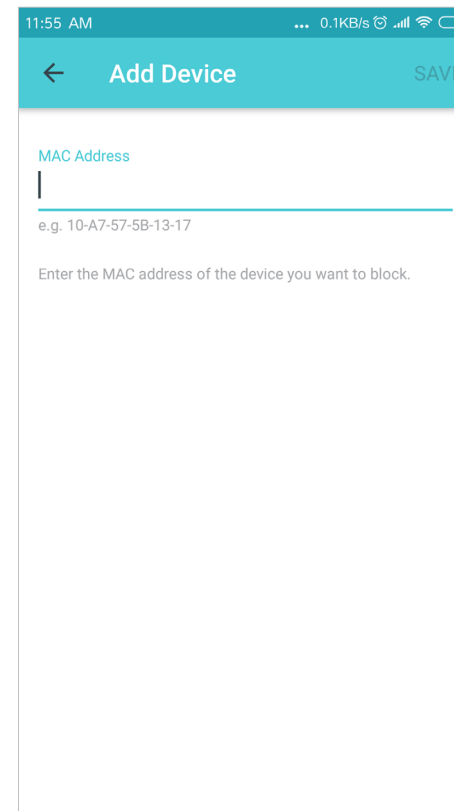 11:55 AM ... 0.1KB/s
Add Device
MAC Address
e.g. 10-A7-57-5B-13-17
Enter the MAC address of the device you want to block.